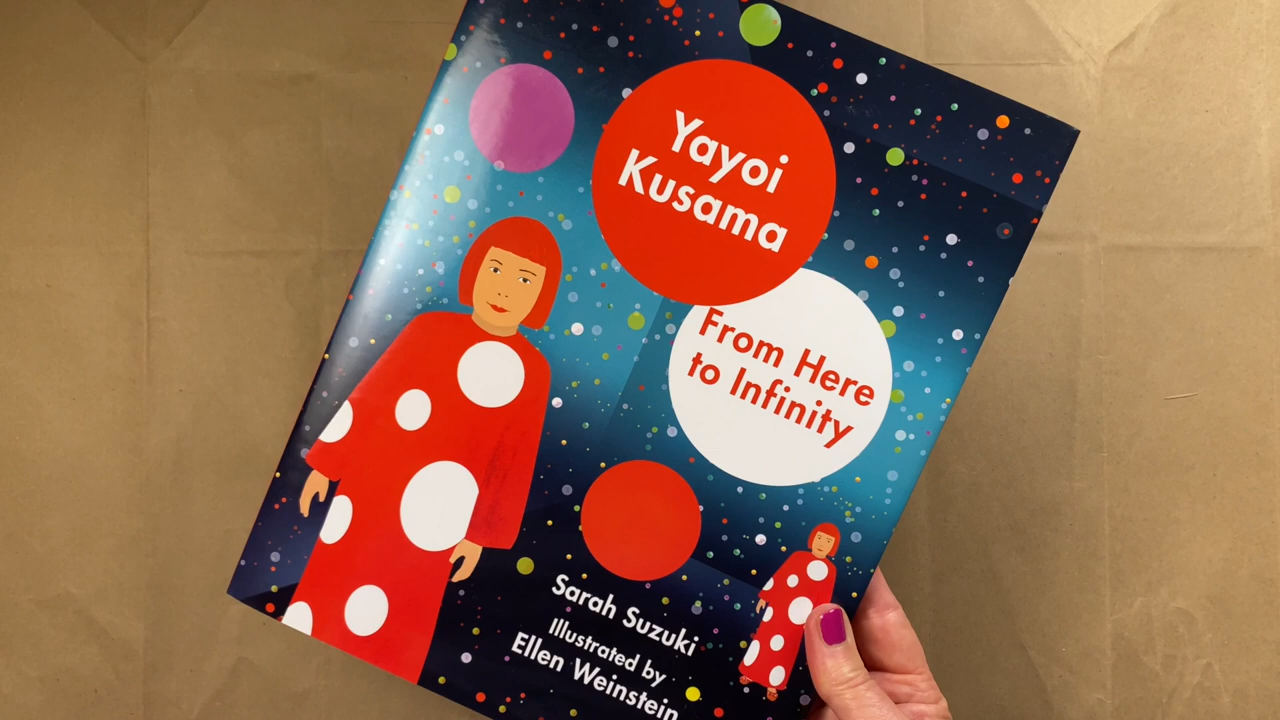 Yayoi
Kusama
From Here
to Infinity
Sarah Suzuki
Illustrated by
Ellen Weinstein